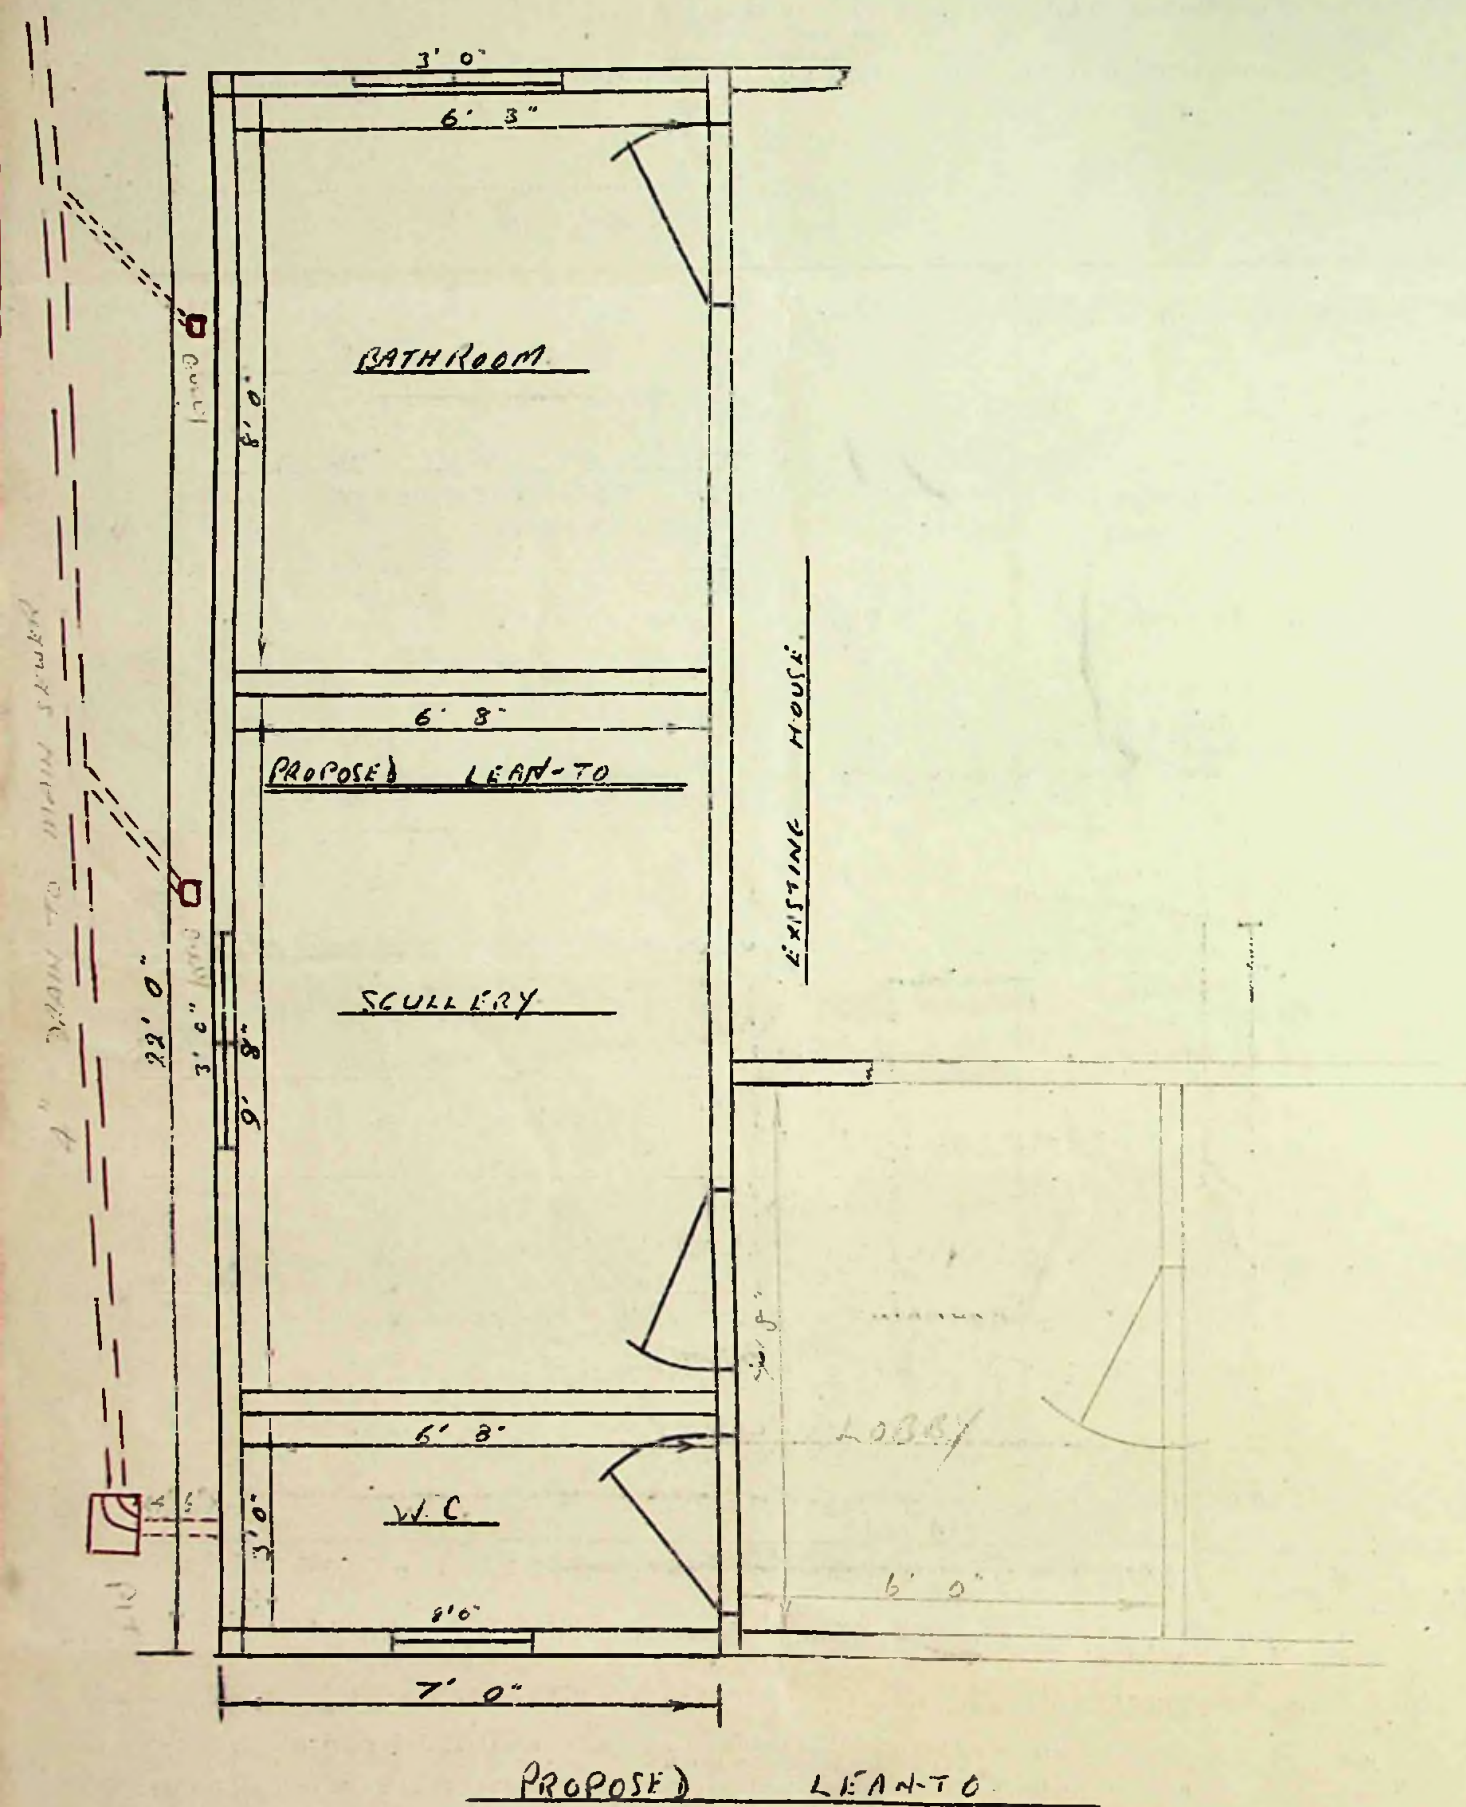 3' 0"
6' 3"
BATHROOM
8' 0"
6' 8"
PROPOSED LEAN-TO
EXISTING HOUSE.
22' 0"
3' 0"
9' 8"
SCULLERY
LOBBY
6' 0"
6' 8"
W.C.
3' 0"
7' 0"
PROPOSED LEAN-TO